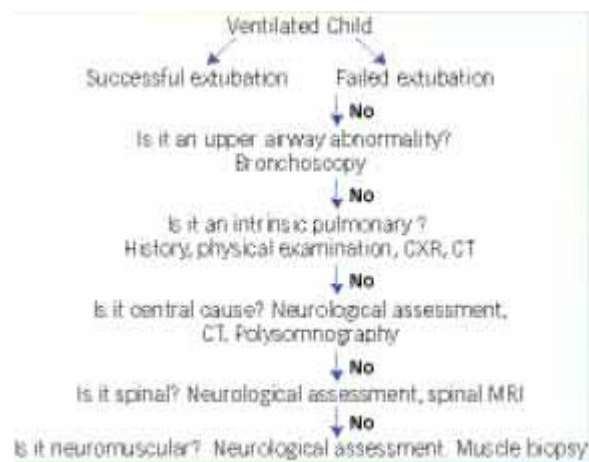 Ventilated Child
Successful extubation Failed extubation
No
Is it an upper airway abnormality?
Bronchoscopy
No
Is it an intrinsic pulmonary ?
History, physical examination, CXR, CT
No
Is it central cause? Neurological assessment,
CT. Polysomnography
No
Is it spinal? Neurological assessment, spinal MRI
No
Is it neuromuscular? Neurological assessment. Muscle biopsy